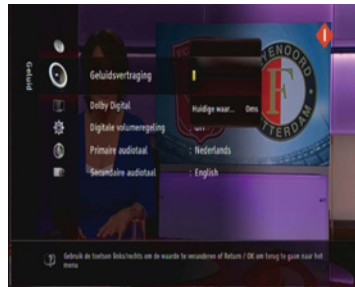 Geluid
Geluidsvertraging
Dolby Digital
Huidige waar... 0ms
Digitale volumeregeling : Off
Primaire audiotaal : Nederlands
Secundaire audiotaal : English
FEYENOORD
ROTTERDAM
Gebruik de toetsen links/rechts om de waarde te veranderen of Return / OK om terug te gaan naar het
menu